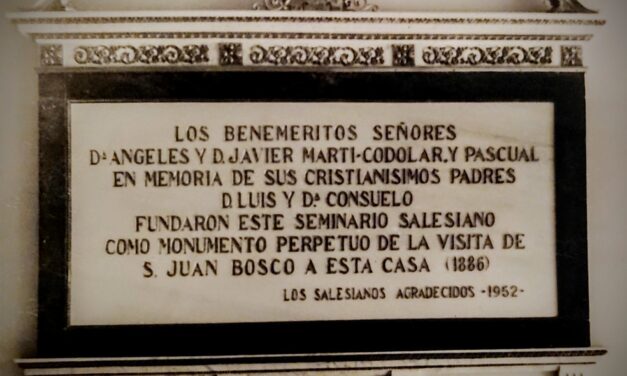 LOS BENEMERITOS SEÑORES
Dª ANGELES Y D. JAVIER MARTI-CODOLAR, Y PASCUAL
EN MEMORIA DE SUS CRISTIANISIMOS PADRES
D. LUIS Y Dª CONSUELO
FUNDARON ESTE SEMINARIO SALESIANO
COMO MONUMENTO PERPETUO DE LA VISITA DE
S. JUAN BOSCO A ESTA CASA (1886)
LOS SALESIANOS AGRADECIDOS -1952-